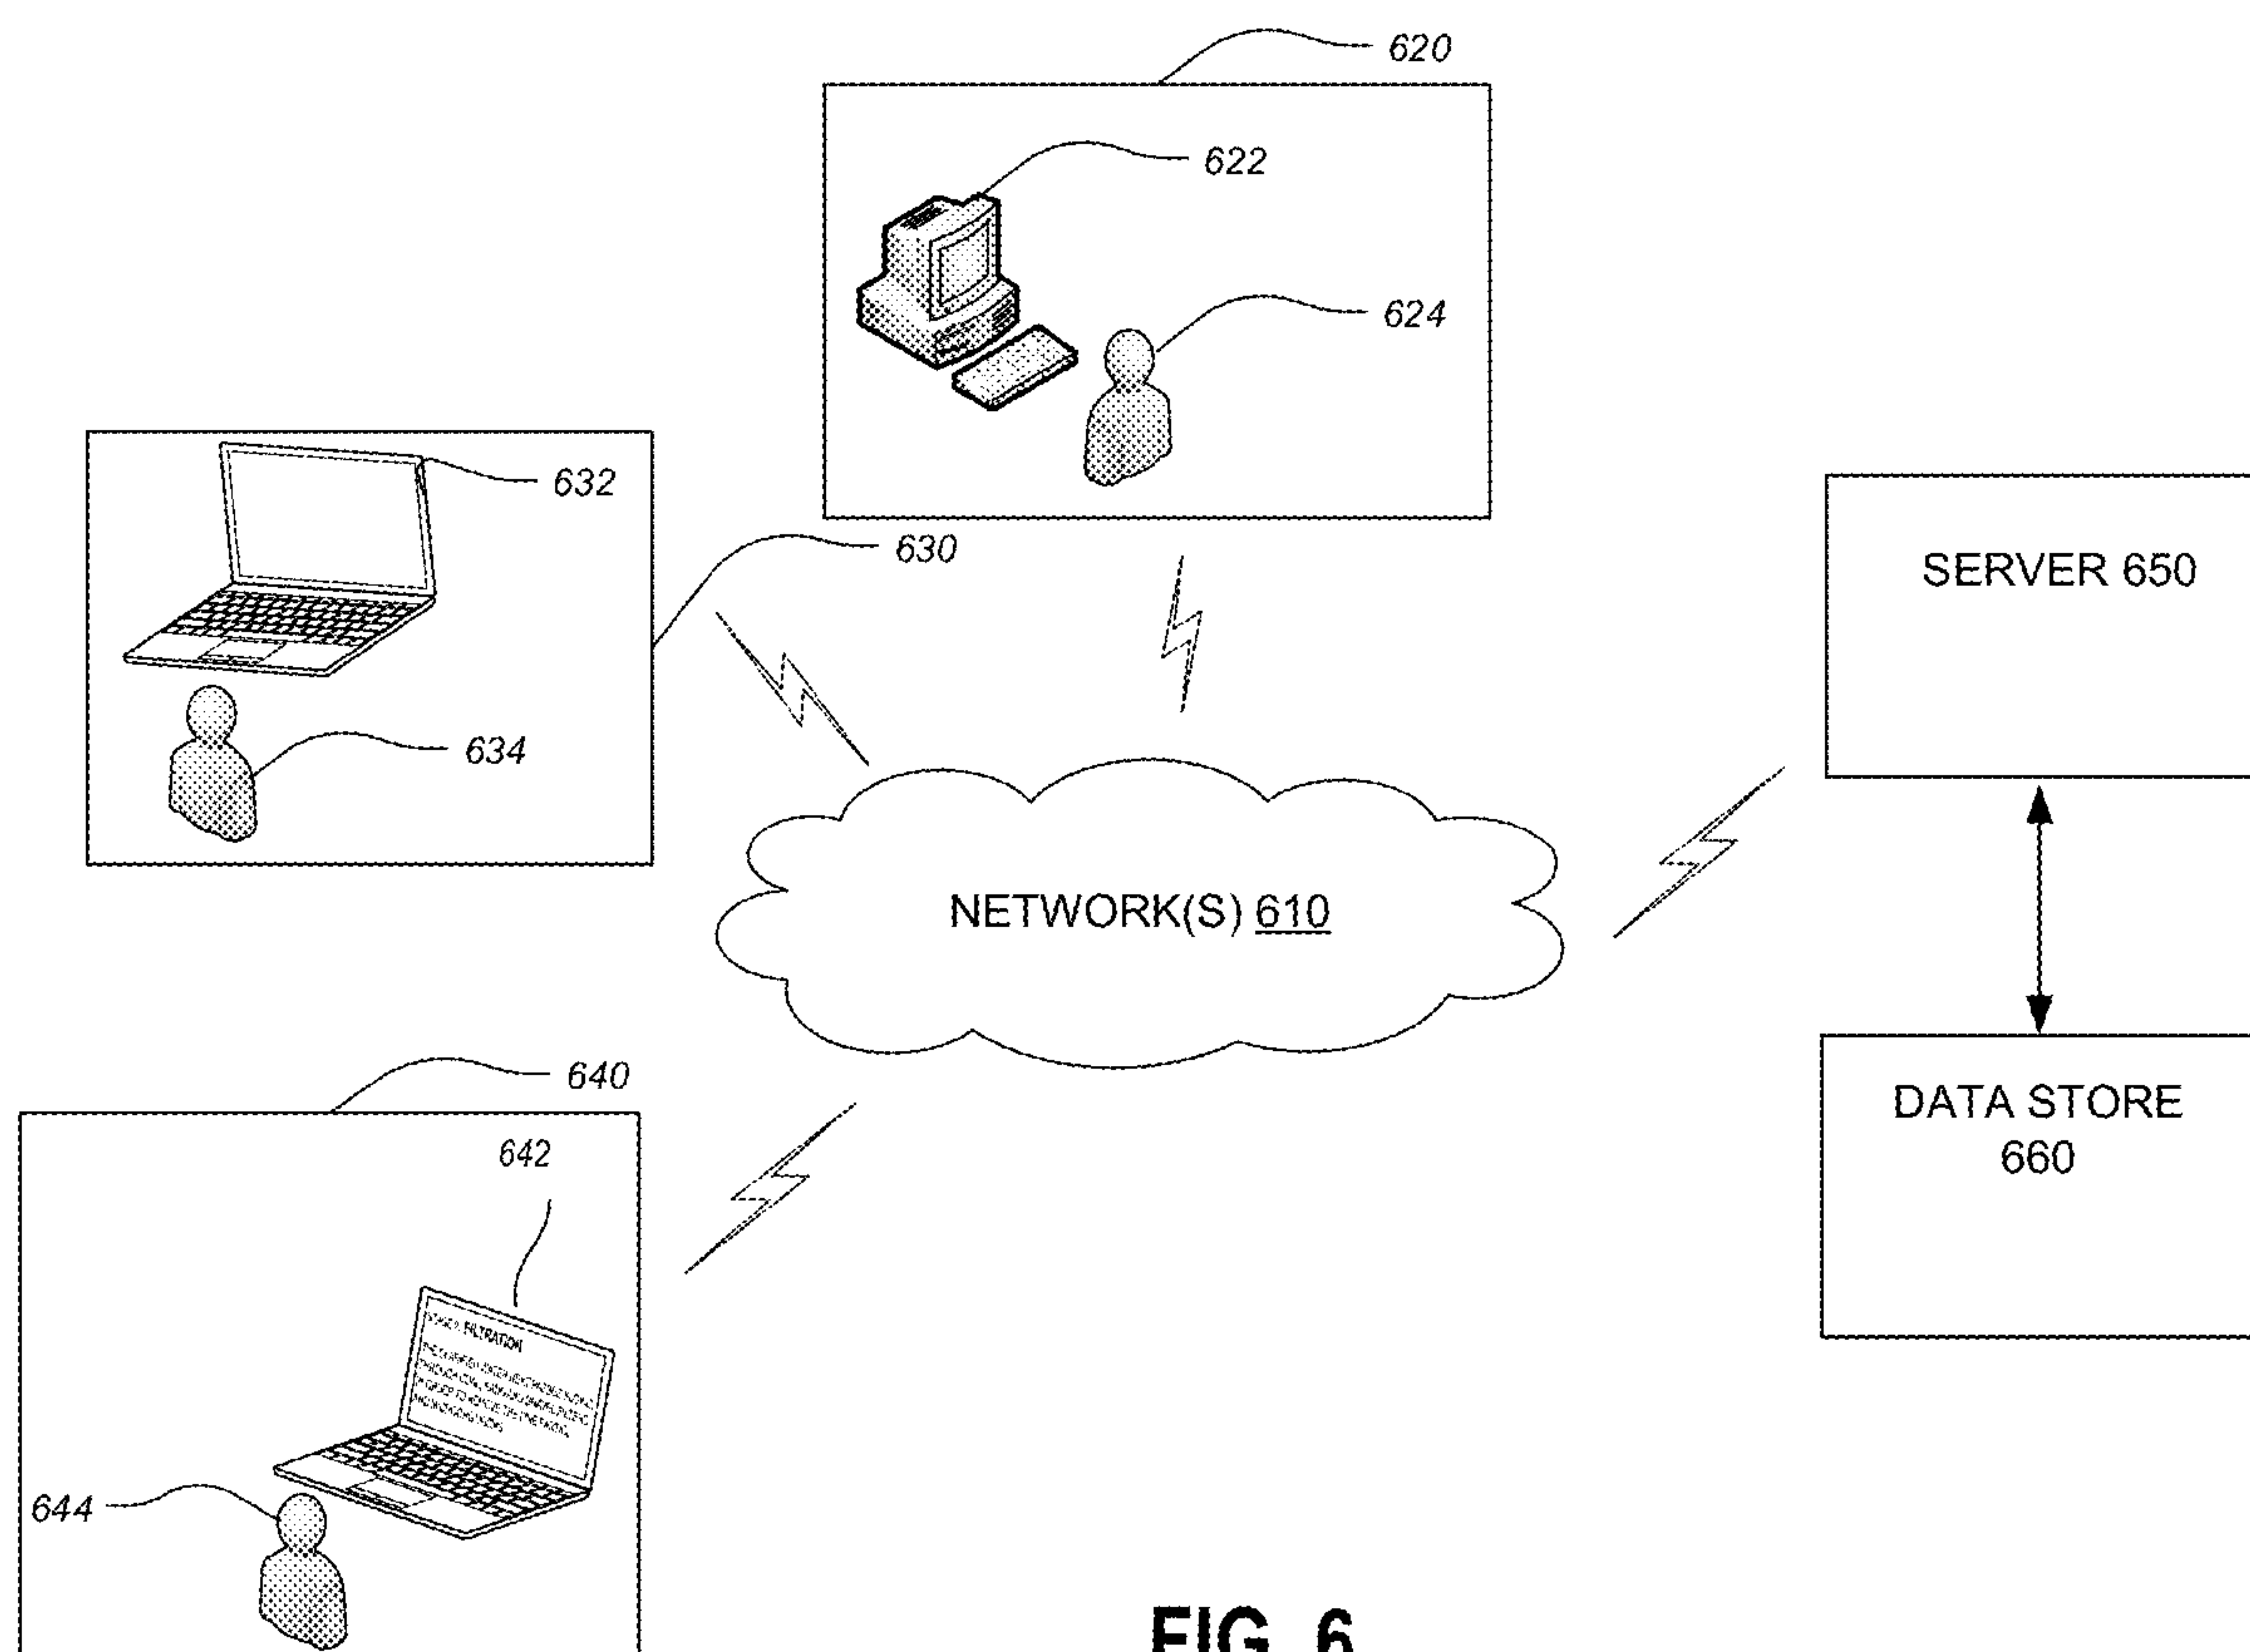 620
622
624
632
630
634
SERVER 650
NETWORK(S) 610
640
642
DATA STORE
660
FILTRATION
644
FIG. 6